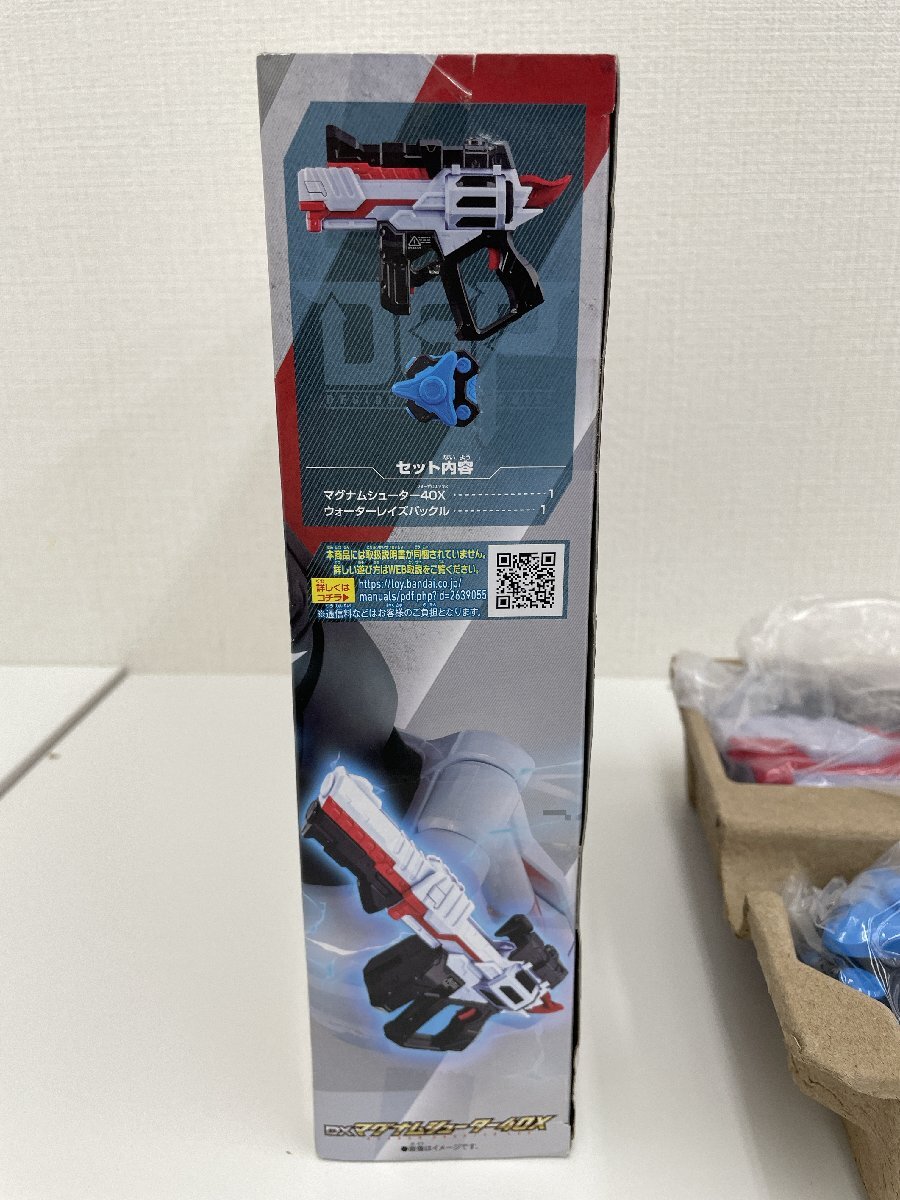 セット内容
マグナムシューター40X 1
ウォーターレイズバックル 1
本商品には取扱説明書が同梱されていません。
詳しい遊び方はWEB取説をご覧ください。
詳しくは
コチラ▶
https://toy.bandai.co.jp/
manuals/pdf.php?id=2639055
※通信料などはお客様のご負担となります。
DXマグナムシューター40X
●画像はイメージです。